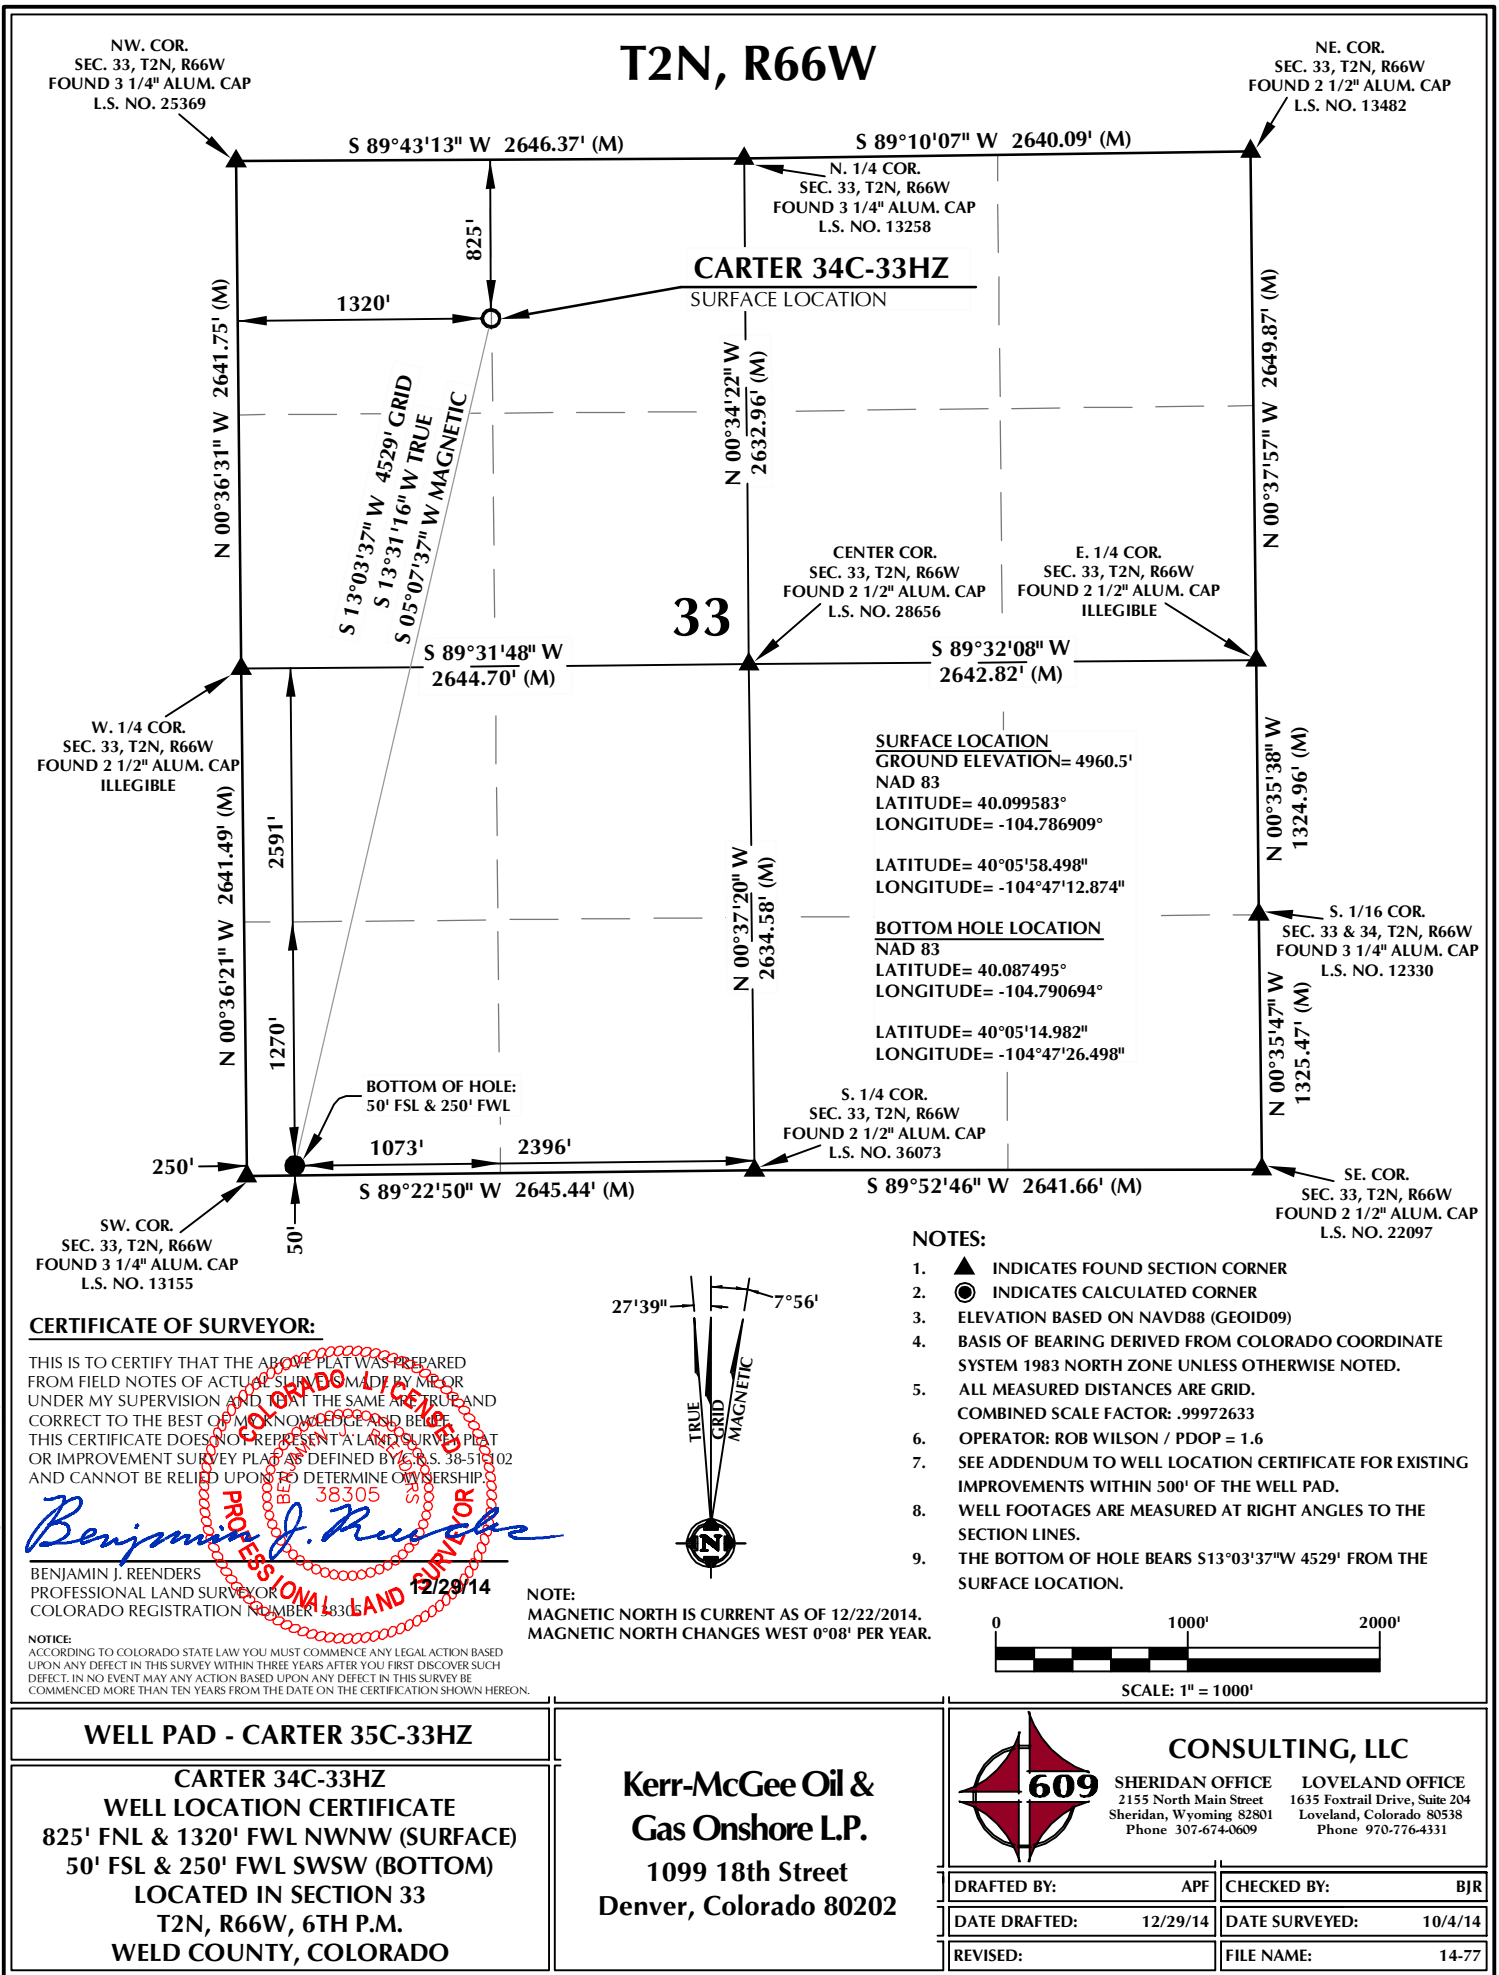 T2N, R66W
NW. COR.
SEC. 33, T2N, R66W
FOUND 3 1/4" ALUM. CAP
L.S. NO. 25369
NE. COR.
SEC. 33, T2N, R66W
FOUND 2 1/2" ALUM. CAP
L.S. NO. 13482
S 89°43'13" W 2646.37' (M)
S 89°10'07" W 2640.09' (M)
N. 1/4 COR.
SEC. 33, T2N, R66W
FOUND 3 1/4" ALUM. CAP
L.S. NO. 13258
825'
CARTER 34C-33HZ
SURFACE LOCATION
1320'
N 00°36'31" W 2641.75' (M)
N 00°34'22" W
2632.96' (M)
N 00°37'57" W 2649.87' (M)
S 13°03'37" W 4529' GRID
S 13°31'16" W TRUE
S 05°07'37" W MAGNETIC
CENTER COR.
SEC. 33, T2N, R66W
FOUND 2 1/2" ALUM. CAP
L.S. NO. 28656
E. 1/4 COR.
SEC. 33, T2N, R66W
FOUND 2 1/2" ALUM. CAP
ILLEGIBLE
33
S 89°31'48" W
2644.70' (M)
S 89°32'08" W
2642.82' (M)
W. 1/4 COR.
SEC. 33, T2N, R66W
FOUND 2 1/2" ALUM. CAP
ILLEGIBLE
SURFACE LOCATION
GROUND ELEVATION= 4960.5'
NAD 83
LATITUDE= 40.099583°
LONGITUDE= -104.786909°
LATITUDE= 40°05'58.498"
LONGITUDE= -104°47'12.874"
BOTTOM HOLE LOCATION
NAD 83
LATITUDE= 40.087495°
LONGITUDE= -104.790694°
LATITUDE= 40°05'14.982"
LONGITUDE= -104°47'26.498"
N 00°36'21" W 2641.49' (M)
2591'
1270'
N 00°37'20" W
2634.58' (M)
N 00°35'38" W
1324.96' (M)
S. 1/16 COR.
SEC. 33 & 34, T2N, R66W
FOUND 3 1/4" ALUM. CAP
L.S. NO. 12330
N 00°35'47" W
1325.47' (M)
BOTTOM OF HOLE:
50' FSL & 250' FWL
S. 1/4 COR.
SEC. 33, T2N, R66W
FOUND 2 1/2" ALUM. CAP
L.S. NO. 36073
250'
1073'
2396'
S 89°22'50" W 2645.44' (M)
S 89°52'46" W 2641.66' (M)
50'
SW. COR.
SEC. 33, T2N, R66W
FOUND 3 1/4" ALUM. CAP
L.S. NO. 13155
SE. COR.
SEC. 33, T2N, R66W
FOUND 2 1/2" ALUM. CAP
L.S. NO. 22097
NOTES:
1. INDICATES FOUND SECTION CORNER
2. INDICATES CALCULATED CORNER
3. ELEVATION BASED ON NAVD88 (GEOID09)
4. BASIS OF BEARING DERIVED FROM COLORADO COORDINATE
SYSTEM 1983 NORTH ZONE UNLESS OTHERWISE NOTED.
5. ALL MEASURED DISTANCES ARE GRID.
COMBINED SCALE FACTOR: .99972633
6. OPERATOR: ROB WILSON / PDOP = 1.6
7. SEE ADDENDUM TO WELL LOCATION CERTIFICATE FOR EXISTING
IMPROVEMENTS WITHIN 500' OF THE WELL PAD.
8. WELL FOOTAGES ARE MEASURED AT RIGHT ANGLES TO THE
SECTION LINES.
9. THE BOTTOM OF HOLE BEARS S13°03'37"W 4529' FROM THE
SURFACE LOCATION.
27'39"
7°56'
TRUE
GRID
MAGNETIC
N
CERTIFICATE OF SURVEYOR:
THIS IS TO CERTIFY THAT THE ABOVE PLAT WAS PREPARED
FROM FIELD NOTES OF ACTUAL SURVEYS MADE BY ME OR
UNDER MY SUPERVISION AND THAT THE SAME ARE TRUE AND
CORRECT TO THE BEST OF MY KNOWLEDGE AND BELIEF.
THIS CERTIFICATE DOES NOT REPRESENT A LAND SURVEY PLAT
OR IMPROVEMENT SURVEY PLAT AS DEFINED BY C.R.S. 38-51-102
AND CANNOT BE RELIED UPON TO DETERMINE OWNERSHIP.
COLORADO LICENSED
PROFESSIONAL LAND SURVEYOR
BENJAMIN J. REENDERS
38305
Benjamin J. Reenders
12/29/14
BENJAMIN J. REENDERS
PROFESSIONAL LAND SURVEYOR
COLORADO REGISTRATION NUMBER 38305
NOTICE:
ACCORDING TO COLORADO STATE LAW YOU MUST COMMENCE ANY LEGAL ACTION BASED
UPON ANY DEFECT IN THIS SURVEY WITHIN THREE YEARS AFTER YOU FIRST DISCOVER SUCH
DEFECT. IN NO EVENT MAY ANY ACTION BASED UPON ANY DEFECT IN THIS SURVEY BE
COMMENCED MORE THAN TEN YEARS FROM THE DATE ON THE CERTIFICATION SHOWN HEREON.
NOTE:
MAGNETIC NORTH IS CURRENT AS OF 12/22/2014.
MAGNETIC NORTH CHANGES WEST 0°08' PER YEAR.
0 1000' 2000'
SCALE: 1" = 1000'
WELL PAD - CARTER 35C-33HZ
CARTER 34C-33HZ
WELL LOCATION CERTIFICATE
825' FNL & 1320' FWL NWNW (SURFACE)
50' FSL & 250' FWL SWSW (BOTTOM)
LOCATED IN SECTION 33
T2N, R66W, 6TH P.M.
WELD COUNTY, COLORADO
Kerr-McGee Oil &
Gas Onshore L.P.
1099 18th Street
Denver, Colorado 80202
609
CONSULTING, LLC
SHERIDAN OFFICE
2155 North Main Street
Sheridan, Wyoming 82801
Phone 307-674-0609
LOVELAND OFFICE
1635 Foxtrail Drive, Suite 204
Loveland, Colorado 80538
Phone 970-776-4331
DRAFTED BY: APF
CHECKED BY: BJR
DATE DRAFTED: 12/29/14
DATE SURVEYED: 10/4/14
REVISED:
FILE NAME: 14-77